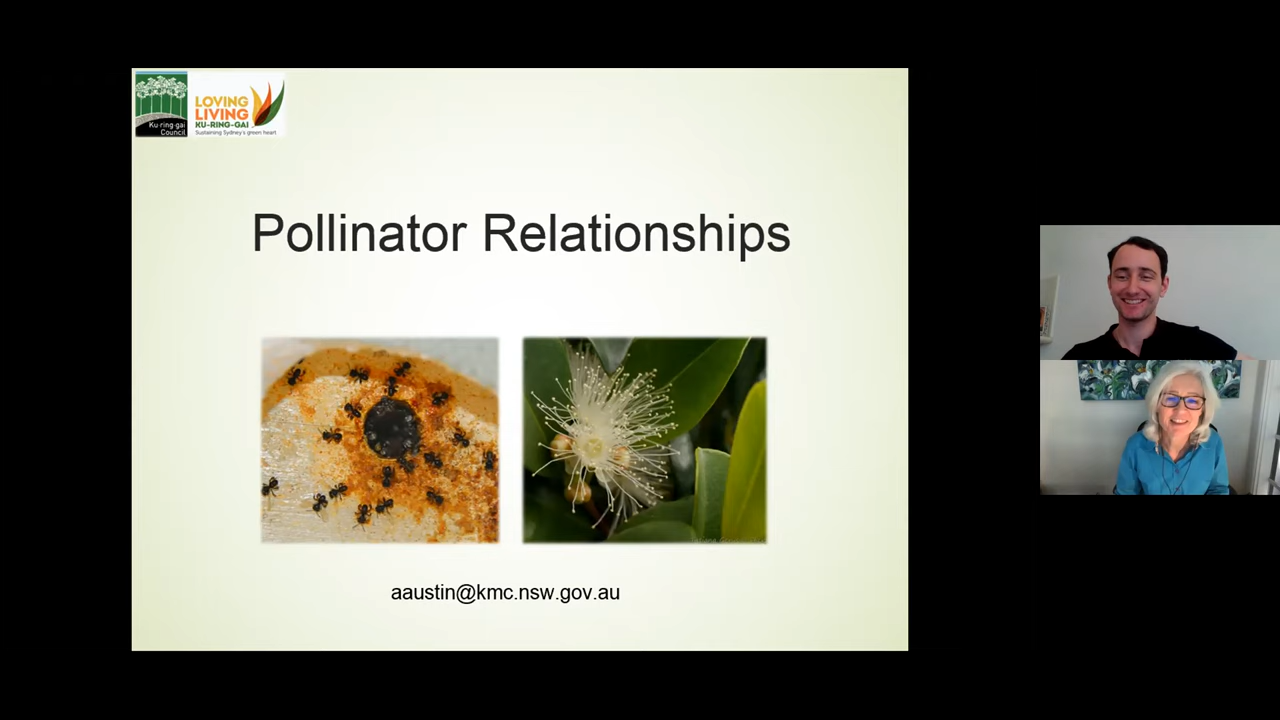 Ku·ring·gai
Council
LOVING
LIVING
KU-RING-GAI
Sustaining Sydney's green heart
Pollinator Relationships
aaustin@kmc.nsw.gov.au